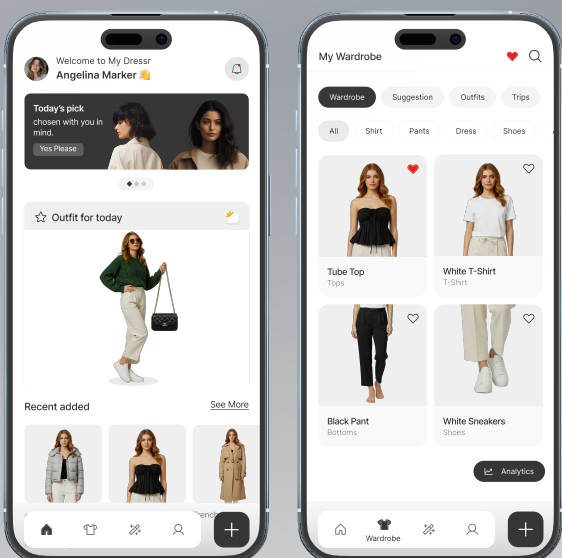 Welcome to My Dressr
Angelina Marker 👏
Today's pick
chosen with you in
mind.
Yes Please
Outfit for today
Recent added
See More
My Wardrobe
Wardrobe
Suggestion
Outfits
Trips
All
Shirt
Pants
Dress
Shoes
Tube Top
Tops
White T-Shirt
T-Shirt
Black Pant
Bottoms
White Sneakers
Shoes
Analytics
Wardrobe